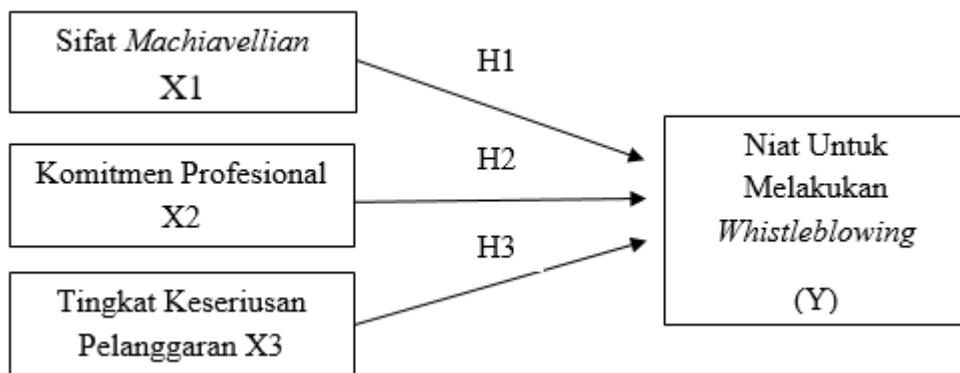 Sifat Machiavellian
X1
H1
Komitmen Profesional
X2
H2
Tingkat Keseriusan
Pelanggaran X3
H3
Niat Untuk
Melakukan
Whistleblowing
(Y)